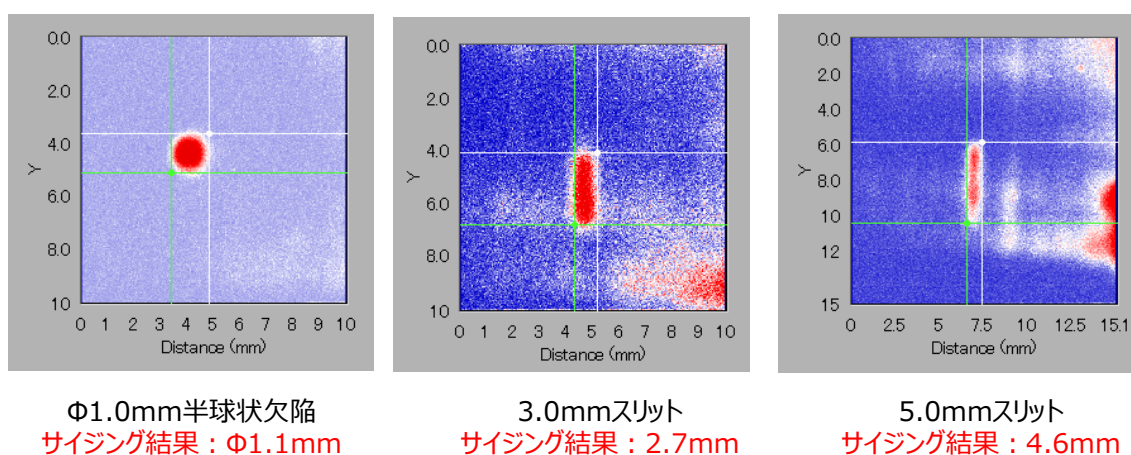 0.0
2.0
4.0
Y
6.0
8.0
10
0 1 2 3 4 5 6 7 8 9 10
Distance (mm)
Φ1.0mm半球状欠陥
サイジング結果：Φ1.1mm
0.0
2.0
4.0
Y
6.0
8.0
10
0 1 2 3 4 5 6 7 8 9 10
Distance (mm)
3.0mmスリット
サイジング結果：2.7mm
0.0
2.0
4.0
6.0
Y
8.0
10
12
15
0 2.5 5 7.5 10 12.5 15.1
Distance (mm)
5.0mmスリット
サイジング結果：4.6mm